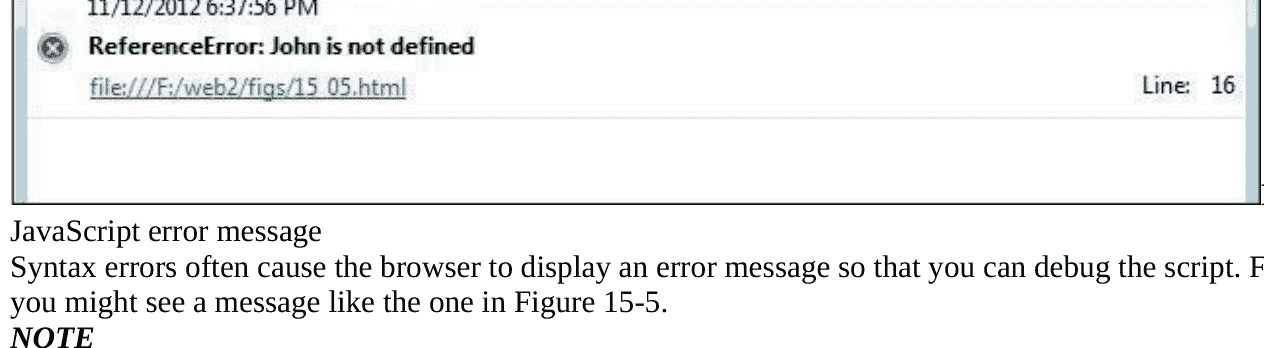 11/12/2012 6:37:56 PM
ReferenceError: John is not defined
file:///F:/web2/figs/15_05.html Line: 16
JavaScript error message
Syntax errors often cause the browser to display an error message so that you can debug the script.
you might see a message like the one in Figure 15-5.
NOTE